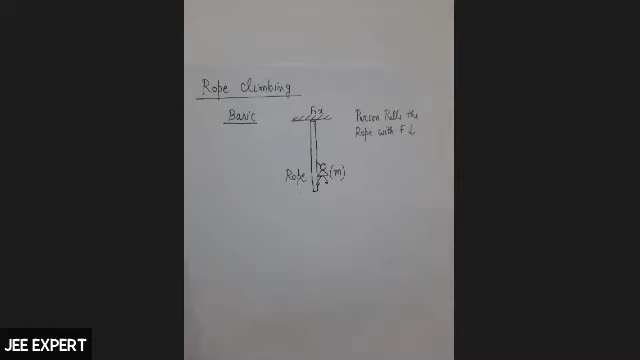 Rope Climbing
Basic
Fix
Person Pulls the
Rope with F↓
Rope
(m)
JEE EXPERT